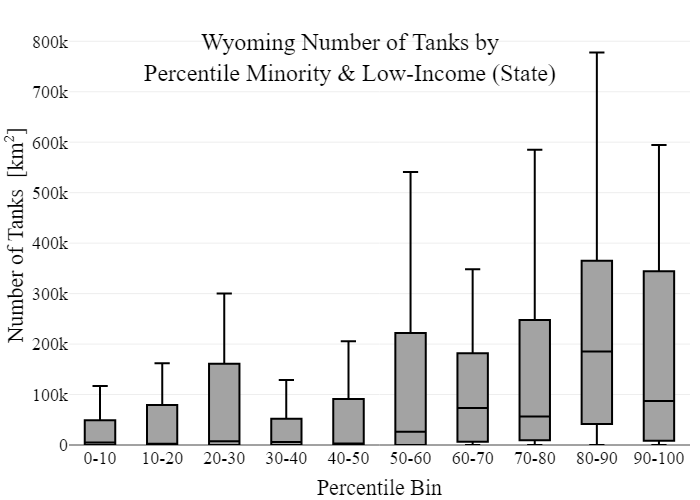 Wyoming Number of Tanks by
Percentile Minority & Low-Income (State)
Number of Tanks [km²]
800k
700k
600k
500k
400k
300k
200k
100k
0
0-10 10-20 20-30 30-40 40-50 50-60 60-70 70-80 80-90 90-100
Percentile Bin